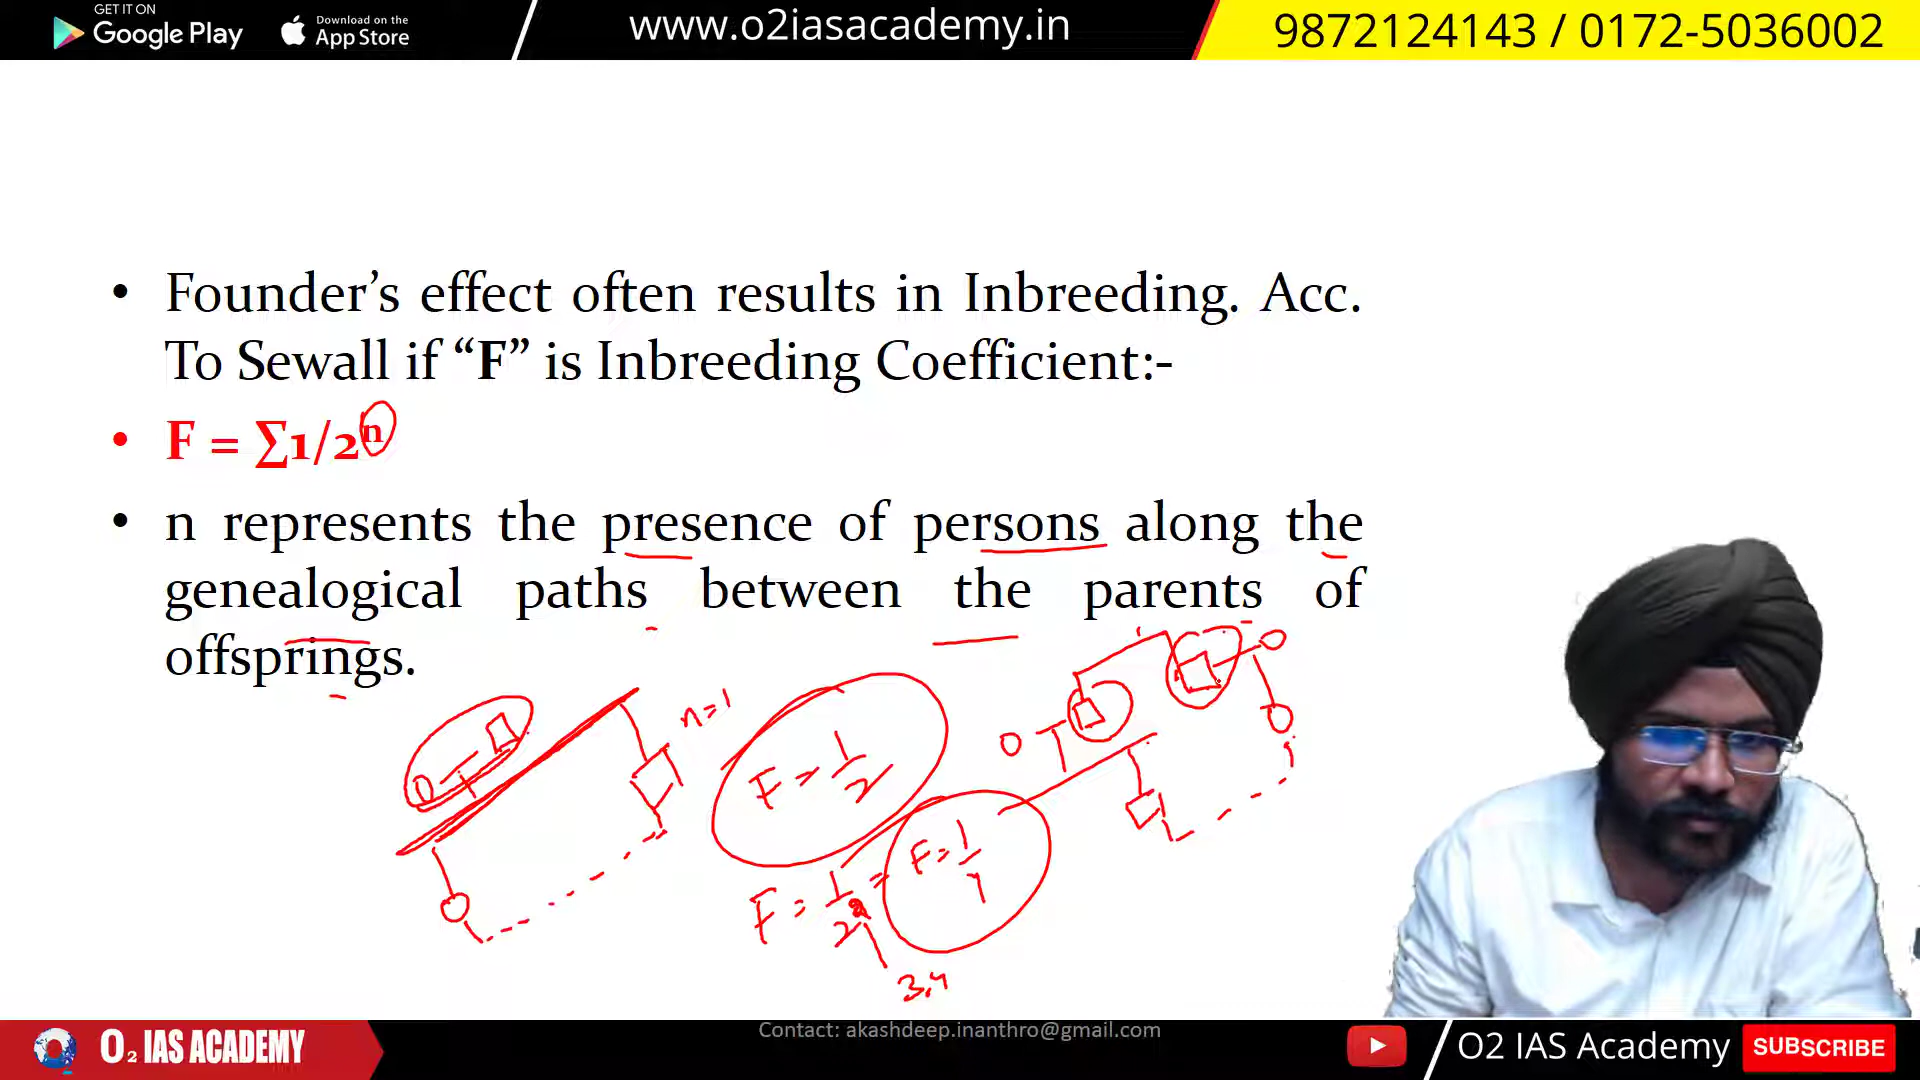 GET IT ON
Google Play
Download on the
App Store
www.o2iasacademy.in
9872124143 / 0172-5036002
• Founder’s effect often results in Inbreeding. Acc.
To Sewall if “F” is Inbreeding Coefficient:-
• F = ∑1/2ⁿ
• n represents the presence of persons along the
genealogical paths between the parents of
offsprings.
n=1
F = 1/2
F = 1/2² = F = 1/4
3,4
O2 IAS ACADEMY
Contact: akashdeep.inanthro@gmail.com
O2 IAS Academy
SUBSCRIBE